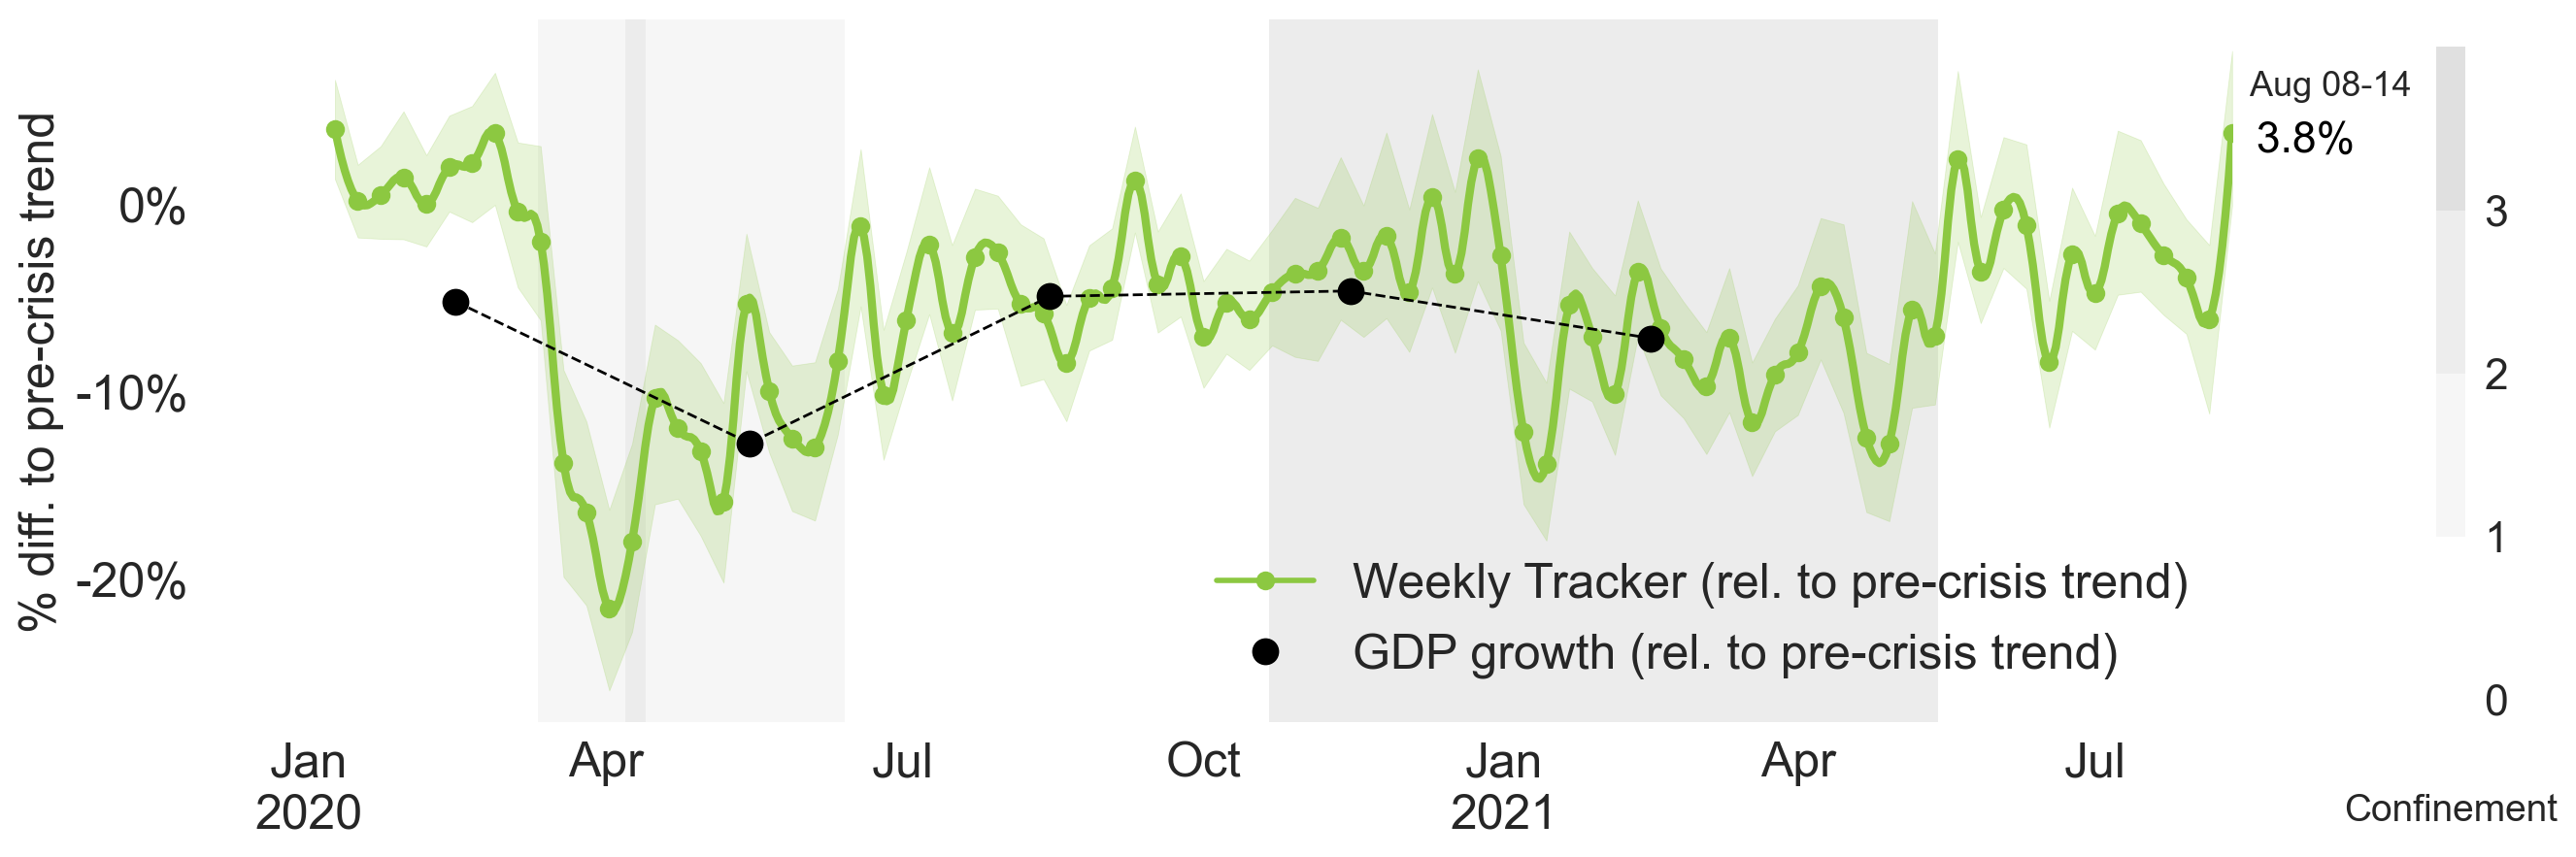 % diff. to pre-crisis trend
0%
-10%
-20%
Aug 08-14
3.8%
3
2
1
0
Weekly Tracker (rel. to pre-crisis trend)
GDP growth (rel. to pre-crisis trend)
Jan Apr Jul Oct Jan Apr Jul
2020 2021
Confinement